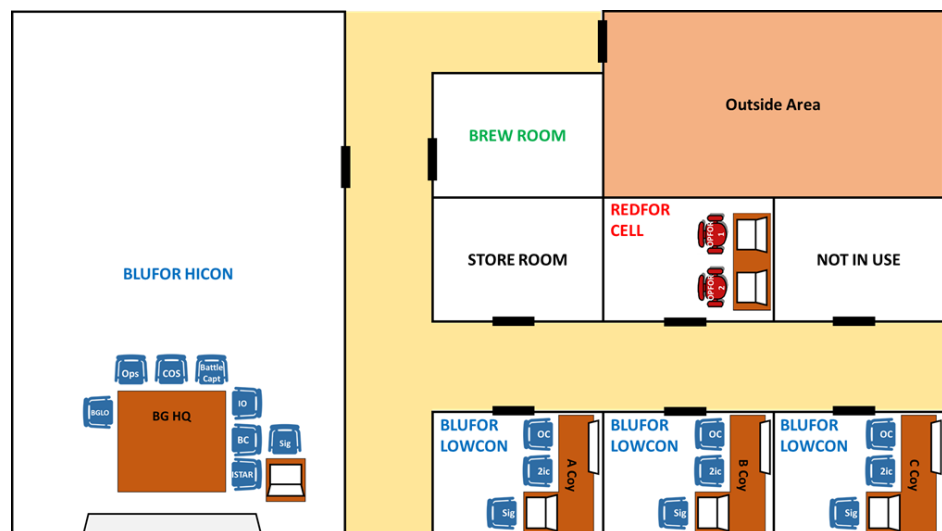 Outside Area
BREW ROOM
REDFOR
CELL
OPFOR
1
STORE ROOM
NOT IN USE
BLUFOR HICON
OPFOR
2
Ops
COS
Battle
Capt
BGLO
BG HQ
IO
BC
Sig
ISTAR
BLUFOR
LOWCON
OC
2ic
A Coy
Sig
BLUFOR
LOWCON
OC
2ic
B Coy
Sig
BLUFOR
LOWCON
OC
2ic
C Coy
Sig